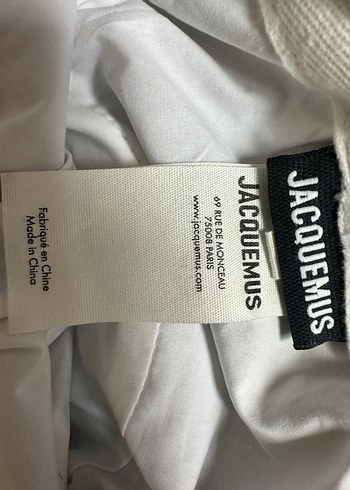 JACQUEMUS
JACQUEMUS
69 RUE DE MONCEAU
75008 PARIS
www.jacquemus.com
Fabriqué en Chine
Made in China